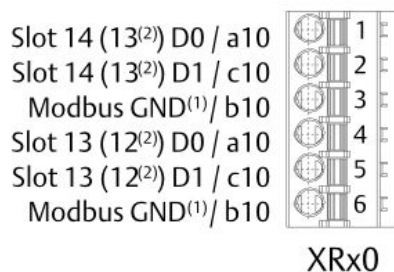 Slot 14 (13⁽²⁾) D0 / a10 1
Slot 14 (13⁽²⁾) D1 / c10 2
Modbus GND⁽¹⁾/ b10 3
Slot 13 (12⁽²⁾) D0 / a10 4
Slot 13 (12⁽²⁾) D1 / c10 5
Modbus GND⁽¹⁾/ b10 6
XRx0